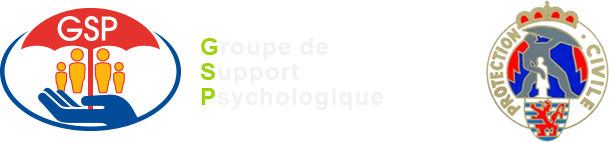 GSP
Groupe de
Support
Psychologique
PROTECTION CIVILE